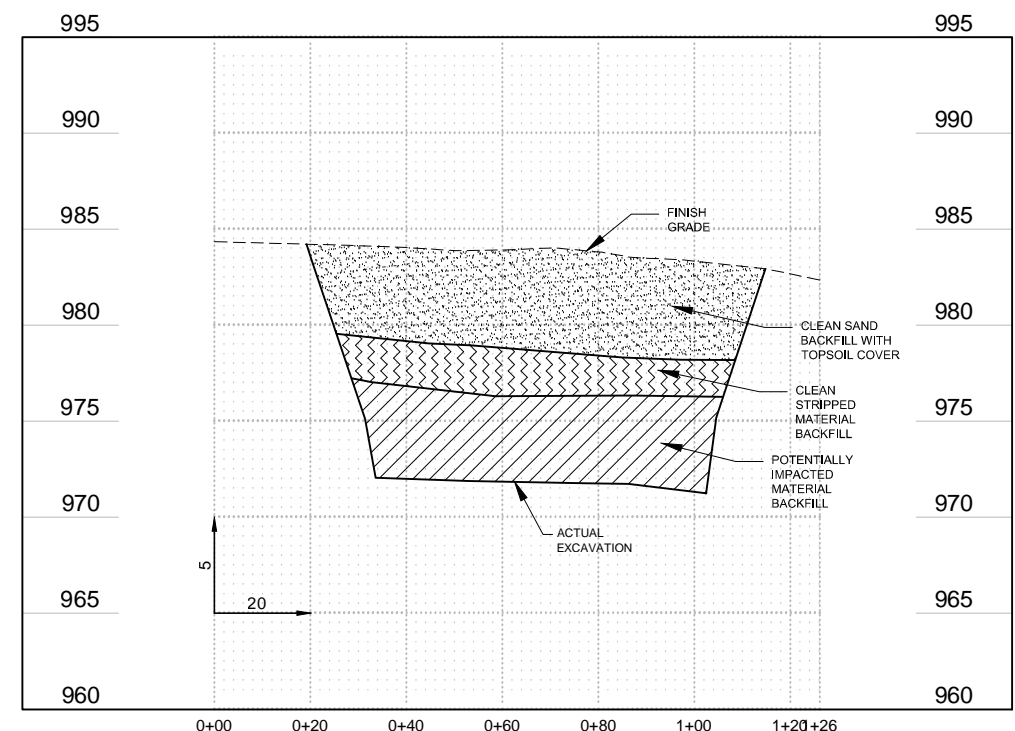 995 995
990 990
985 985
FINISH
GRADE
980 980
CLEAN SAND
BACKFILL WITH
TOPSOIL COVER
CLEAN
STRIPPED
MATERIAL
BACKFILL
975 975
POTENTIALLY
IMPACTED
MATERIAL
BACKFILL
970 970
ACTUAL
EXCAVATION
5
20
965 965
960 960
0+00 0+20 0+40 0+60 0+80 1+00 1+20 1+26